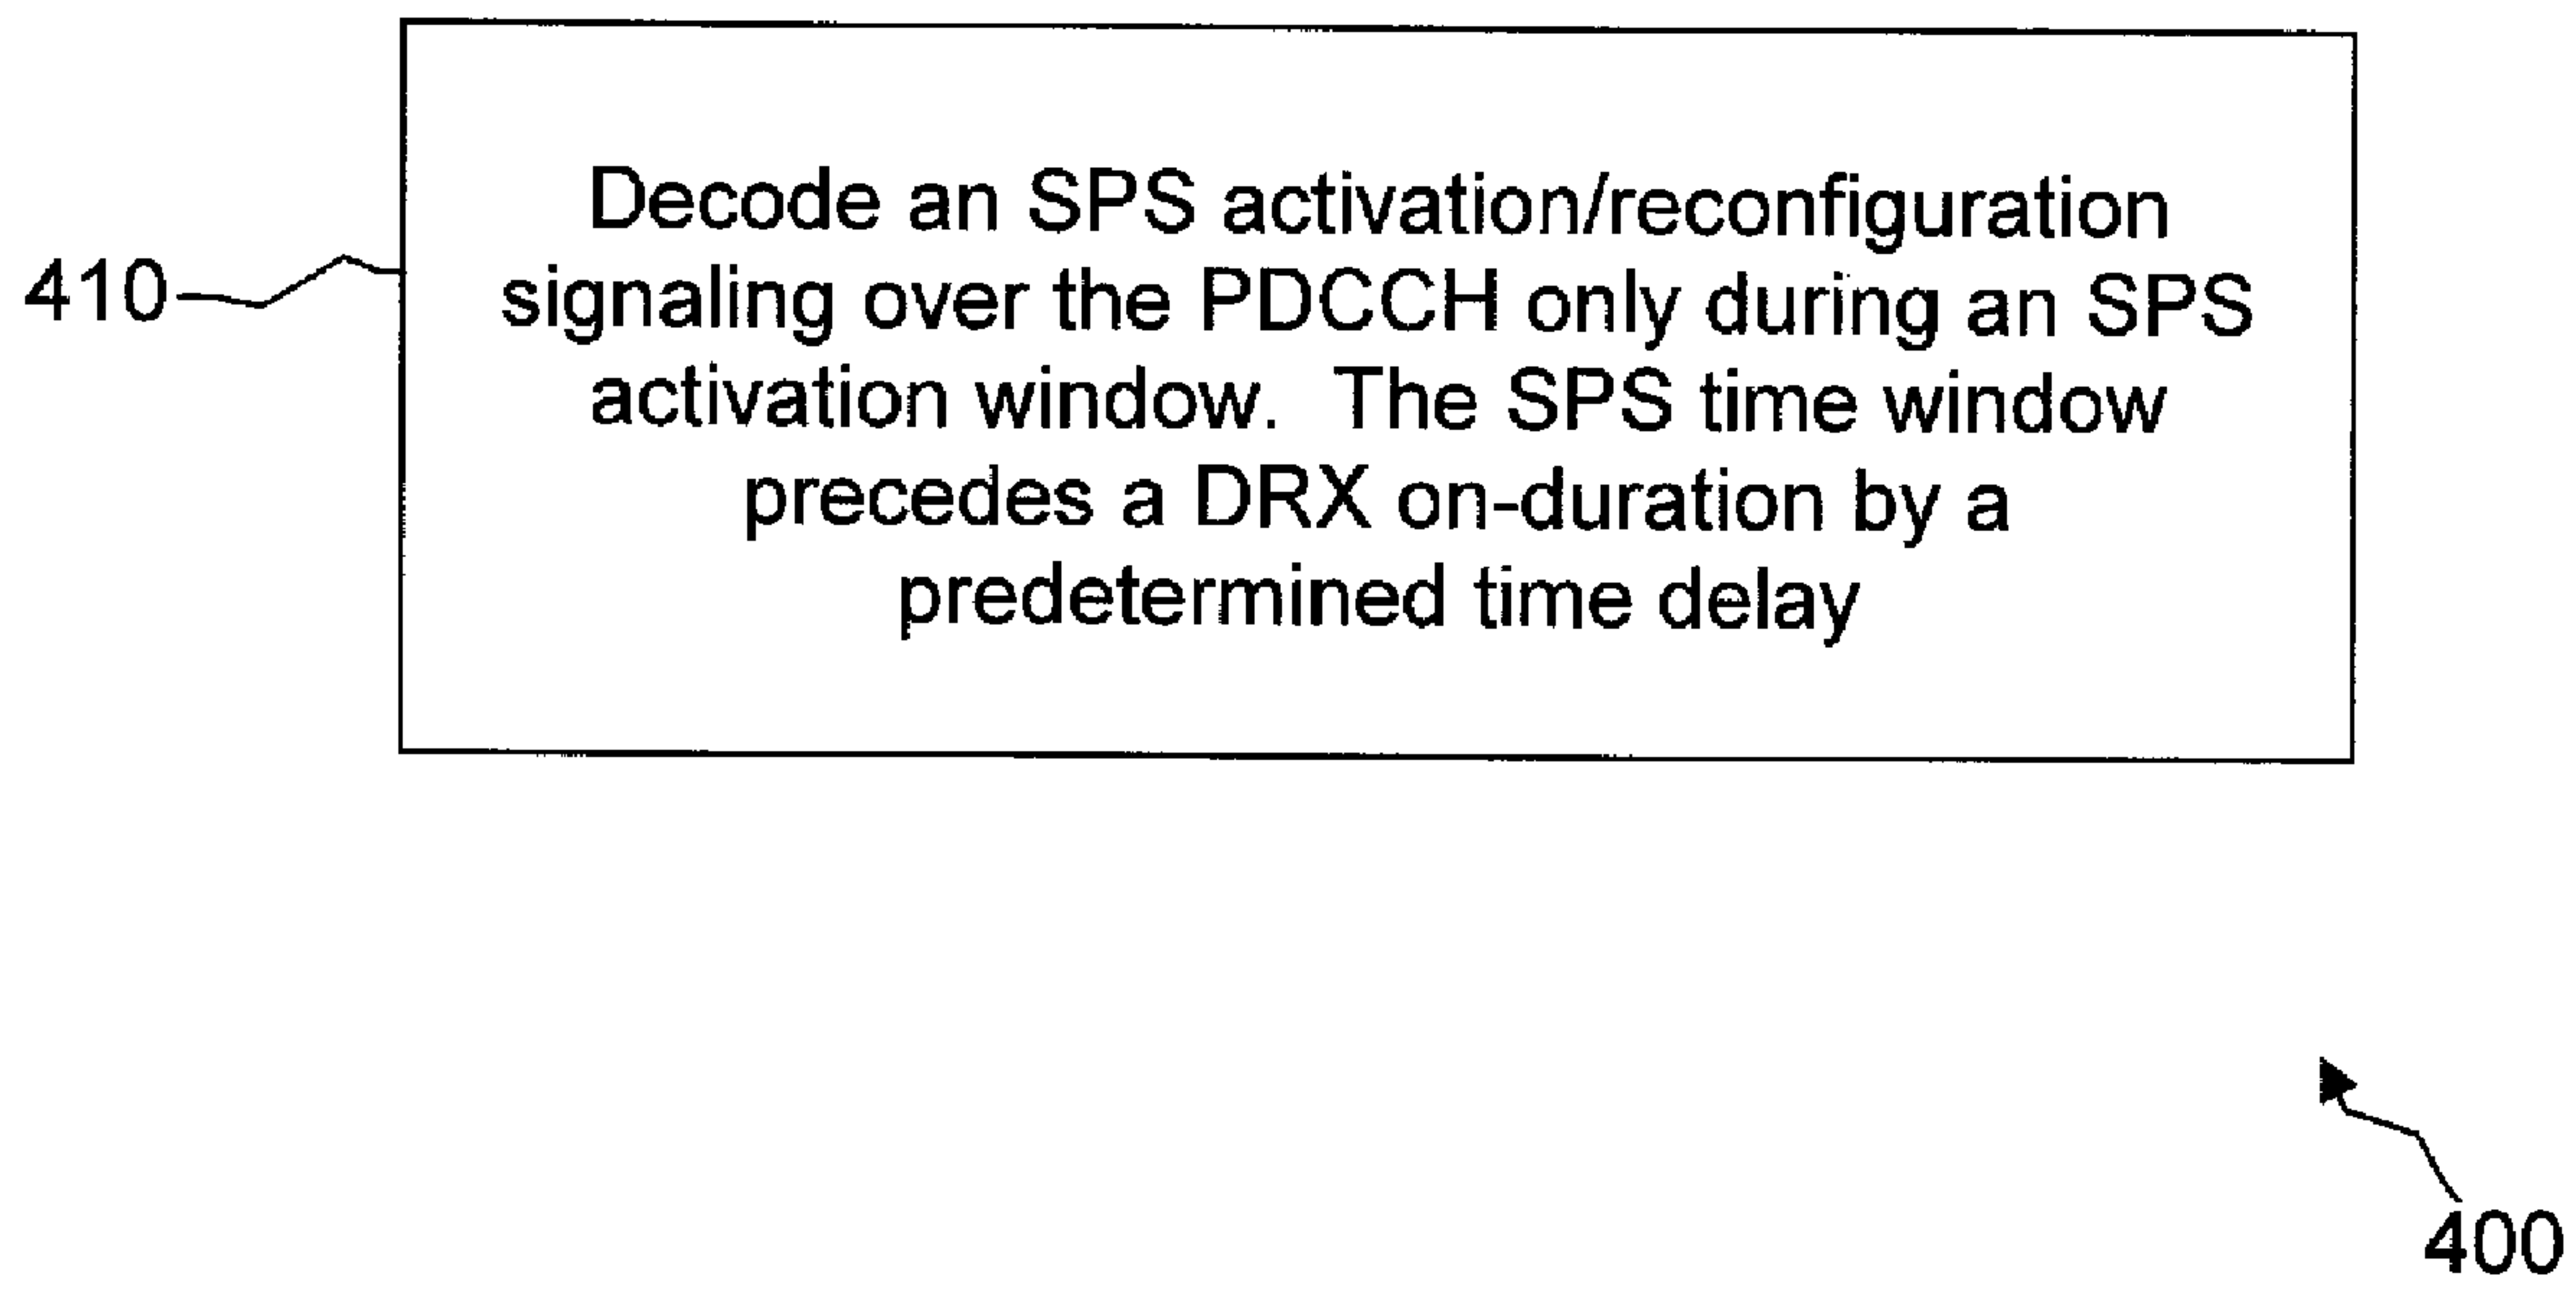 Decode an SPS activation/reconfiguration
signaling over the PDCCH only during an SPS
activation window. The SPS time window
precedes a DRX on-duration by a
predetermined time delay
410
400